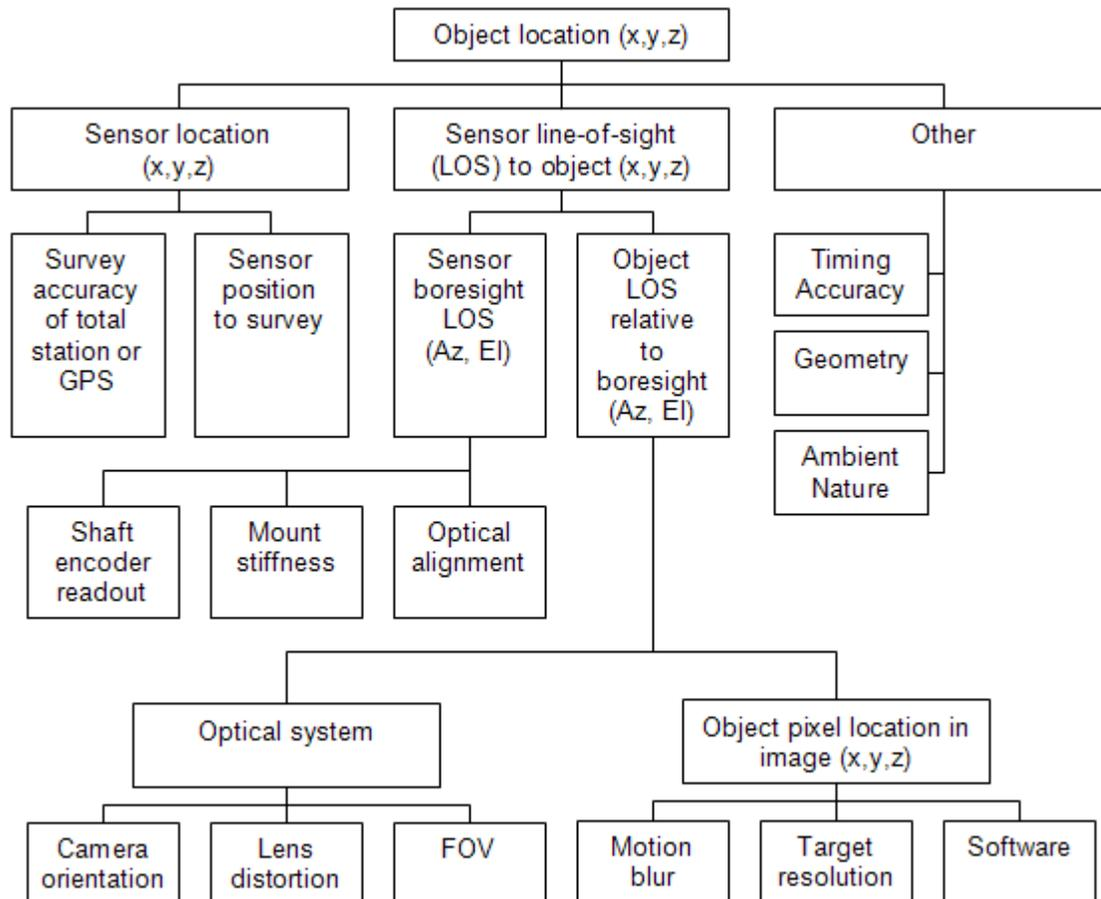 Object location (x,y,z)
Sensor location
(x,y,z)
Sensor line-of-sight
(LOS) to object (x,y,z)
Other
Survey
accuracy
of total
station or
GPS
Sensor
position
to survey
Sensor
boresight
LOS
(Az, El)
Object
LOS
relative
to
boresight
(Az, El)
Timing
Accuracy
Geometry
Ambient
Nature
Shaft
encoder
readout
Mount
stiffness
Optical
alignment
Optical system
Object pixel location in
image (x,y,z)
Camera
orientation
Lens
distortion
FOV
Motion
blur
Target
resolution
Software